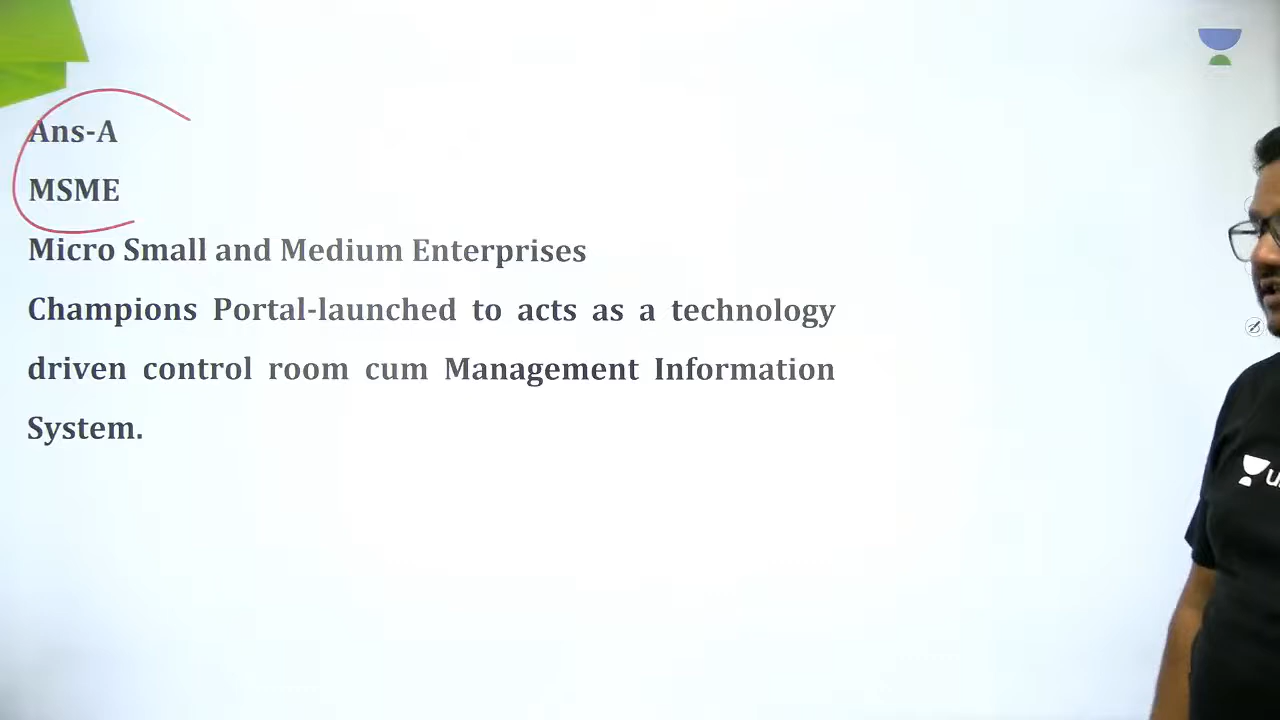 Ans-A
MSME
Micro Small and Medium Enterprises
Champions Portal-launched to acts as a technology
driven control room cum Management Information
System.